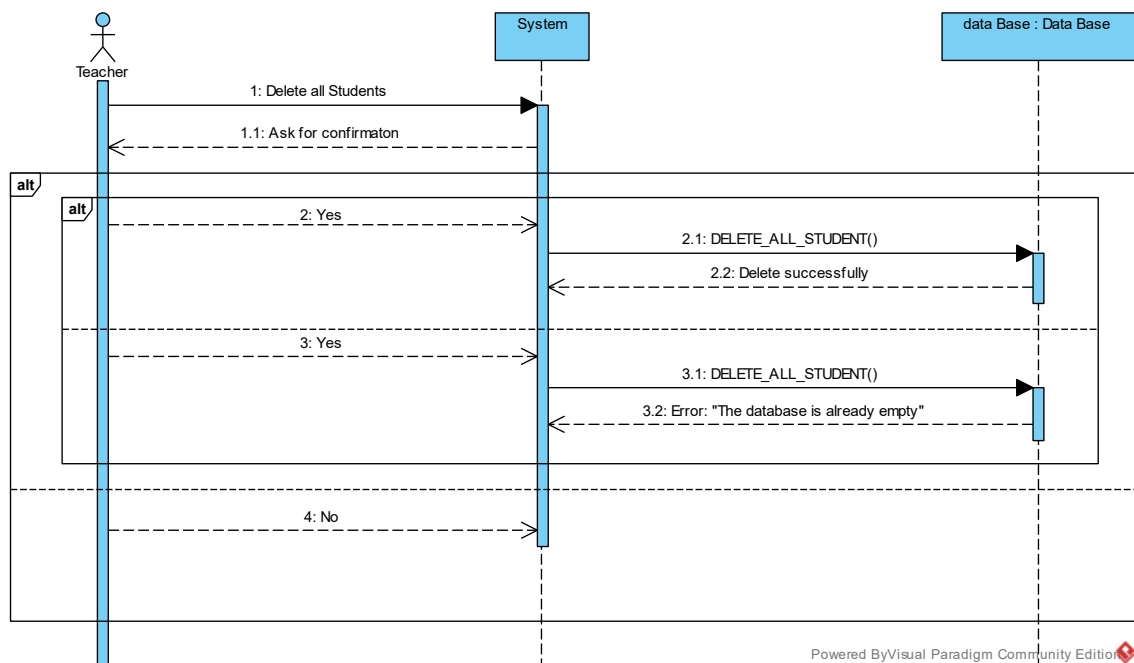 System
data Base : Data Base
Teacher
1: Delete all Students
1.1: Ask for confirmaton
alt
alt
2: Yes
2.1: DELETE_ALL_STUDENT()
2.2: Delete successfully
3: Yes
3.1: DELETE_ALL_STUDENT()
3.2: Error: "The database is already empty"
4: No
Powered ByVisual Paradigm Community Edition